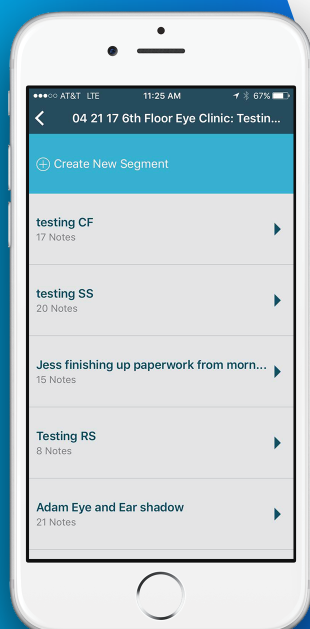 AT&T LTE 11:25 AM 67%
04 21 17 6th Floor Eye Clinic: Testin...
Create New Segment
testing CF
17 Notes
testing SS
20 Notes
Jess finishing up paperwork from morn...
15 Notes
Testing RS
8 Notes
Adam Eye and Ear shadow
21 Notes